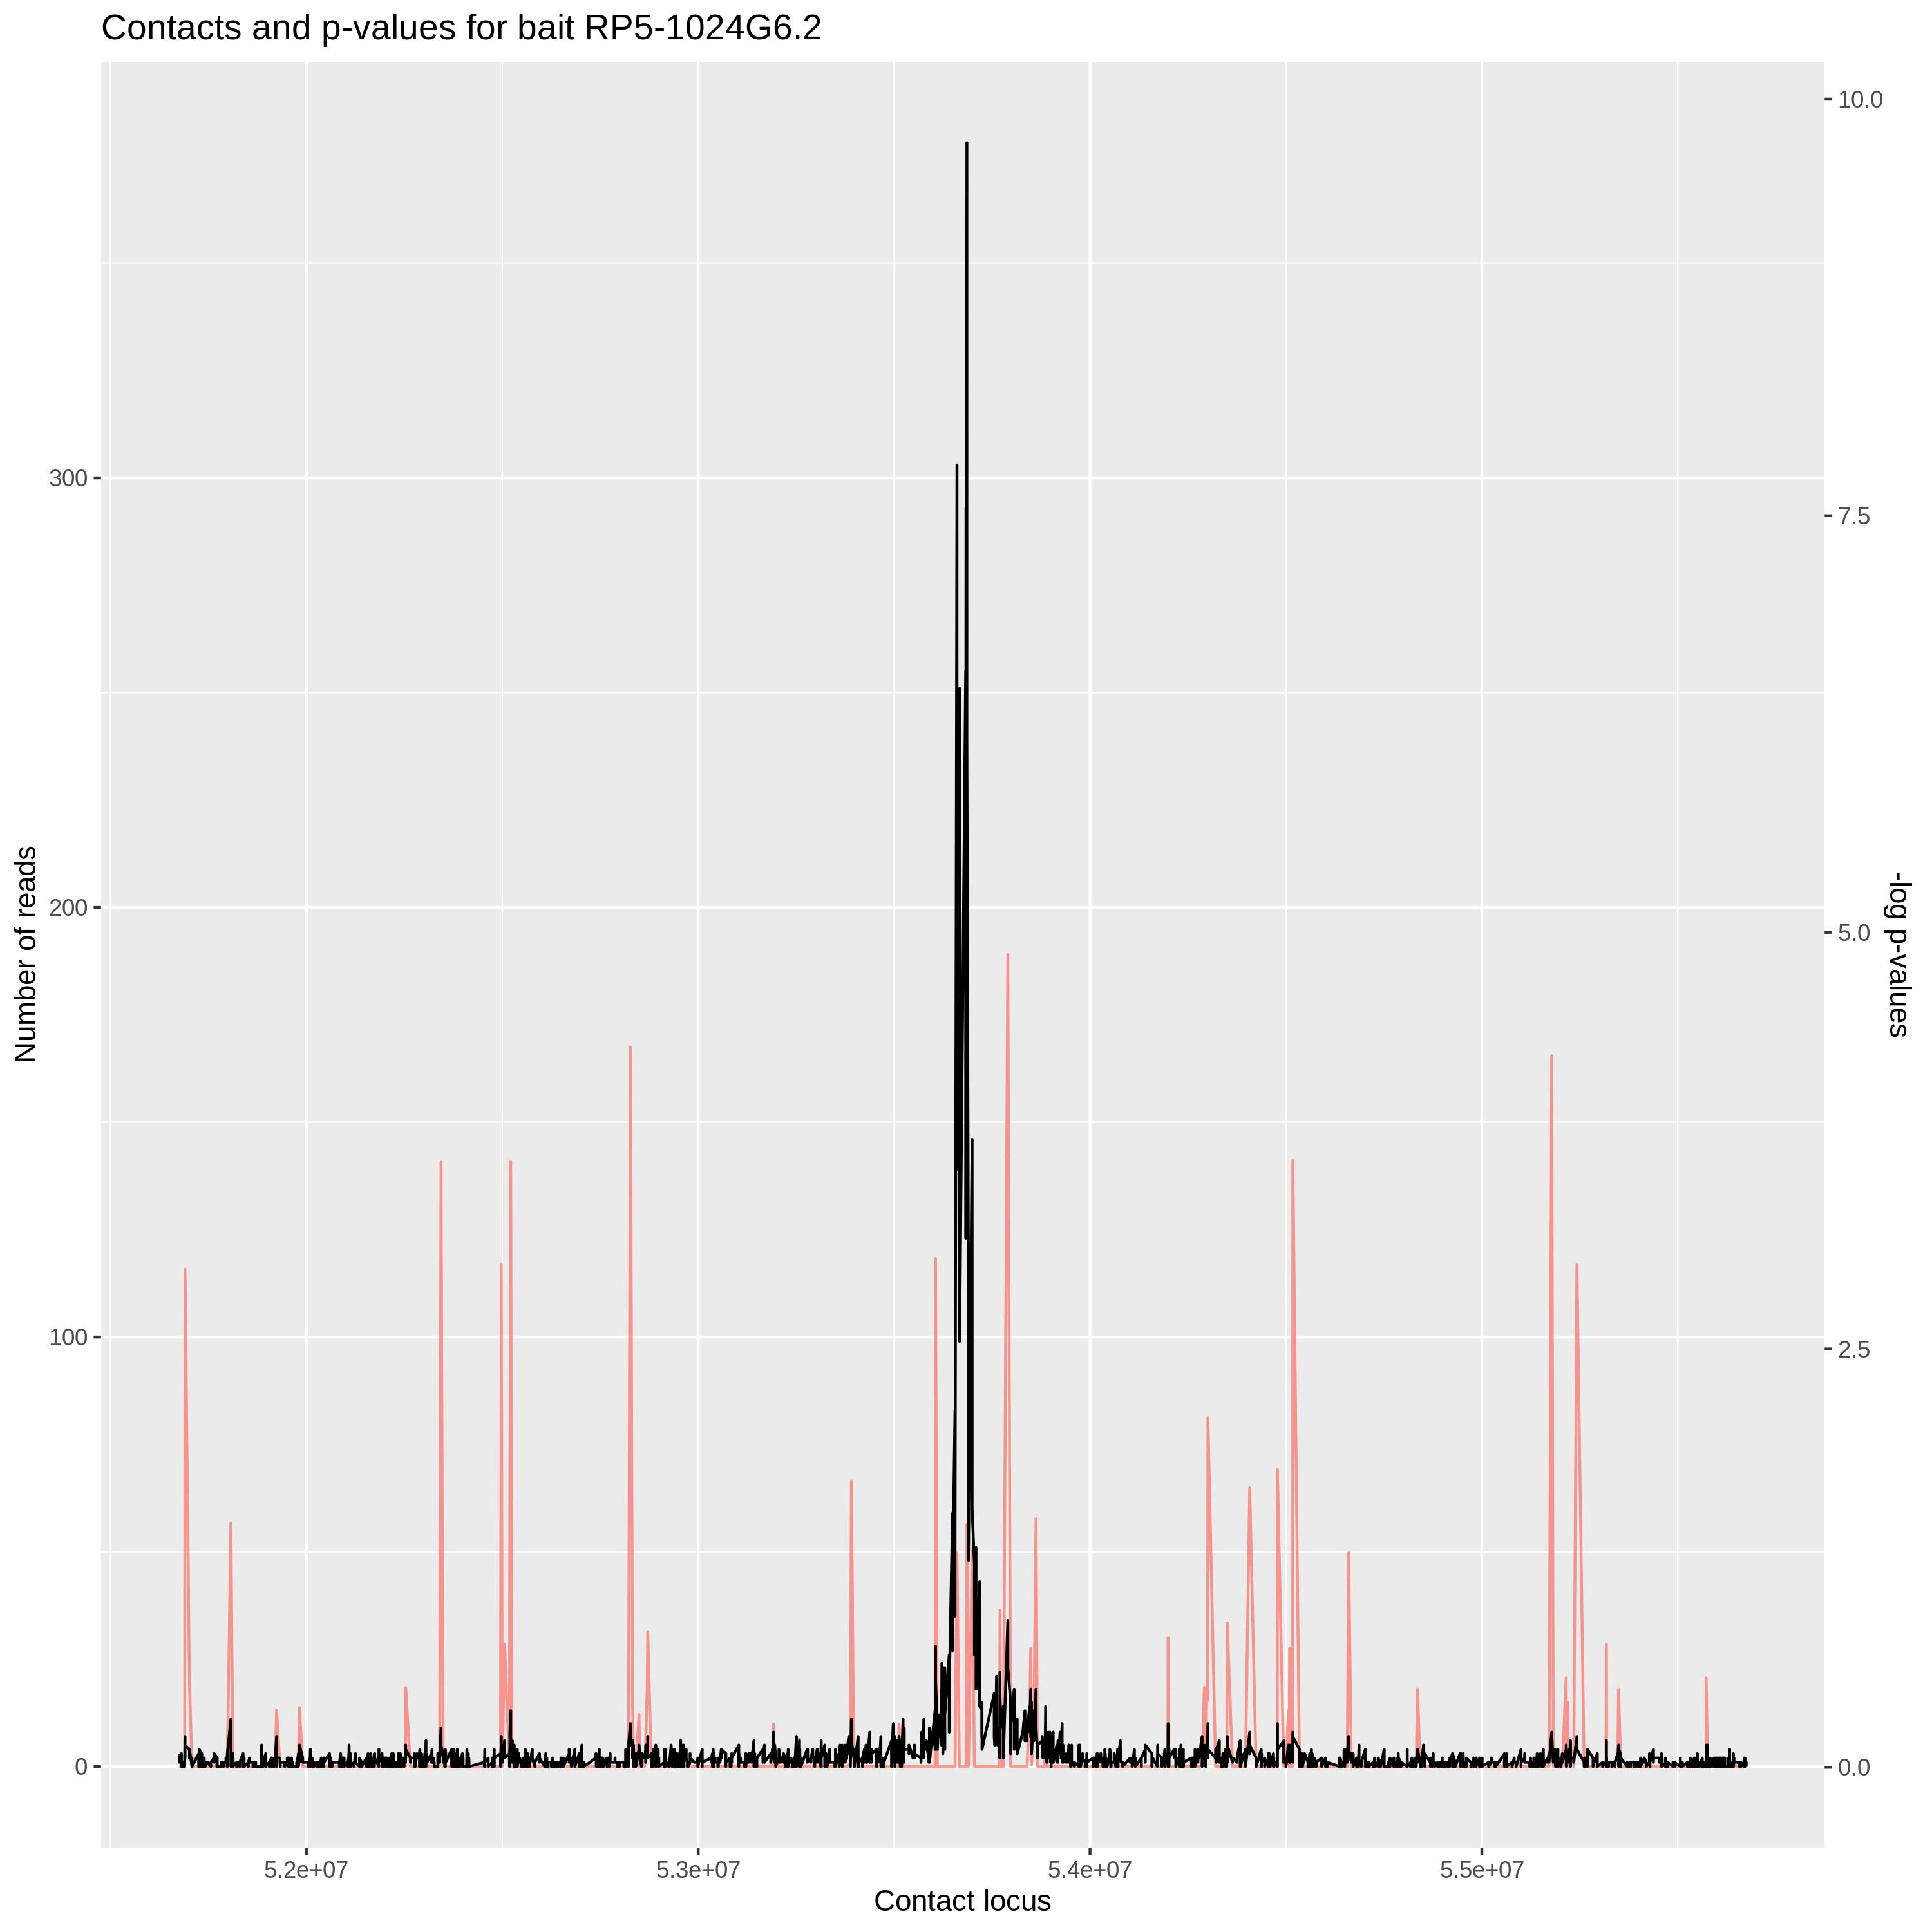 Contacts and p-values for bait RP5-1024G6.2
Number of reads
300
200
100
0
10.0
7.5
5.0
2.5
0.0
-log p-values
5.2e+07
5.3e+07
5.4e+07
5.5e+07
Contact locus